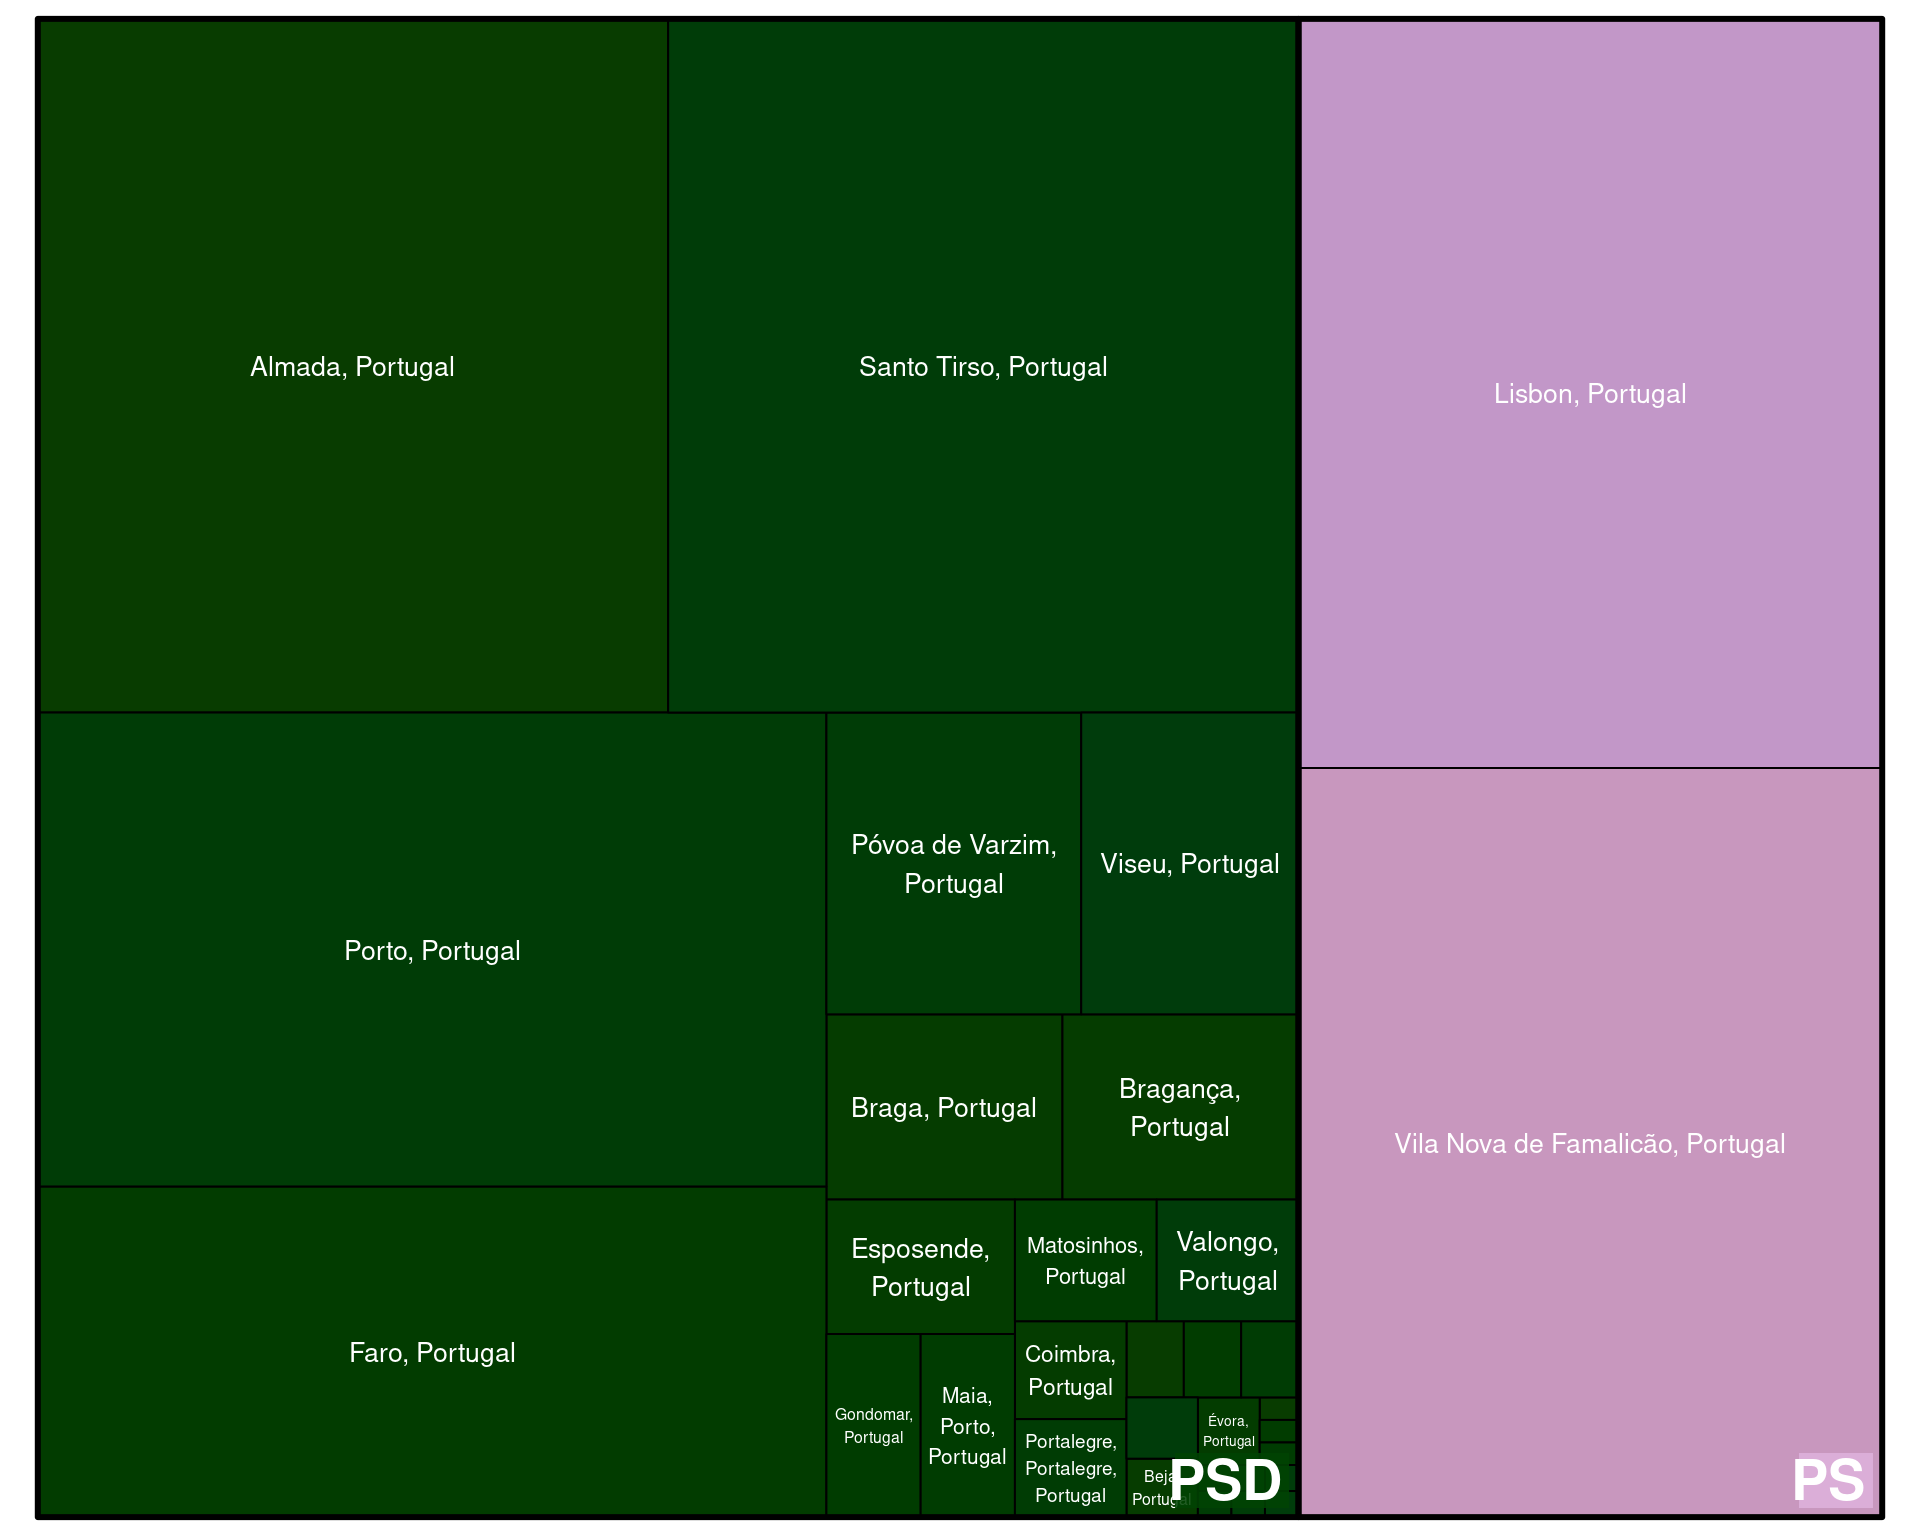 Almada, Portugal
Santo Tirso, Portugal
Lisbon, Portugal
Porto, Portugal
Póvoa de Varzim,
Portugal
Viseu, Portugal
Braga, Portugal
Bragança,
Portugal
Vila Nova de Famalicão, Portugal
Faro, Portugal
Esposende,
Portugal
Matosinhos,
Portugal
Valongo,
Portugal
Gondomar,
Portugal
Maia,
Porto,
Portugal
Coimbra,
Portugal
Portalegre,
Portalegre,
Portugal
Évora,
Portugal
Beja
Portugal
PSD
PS